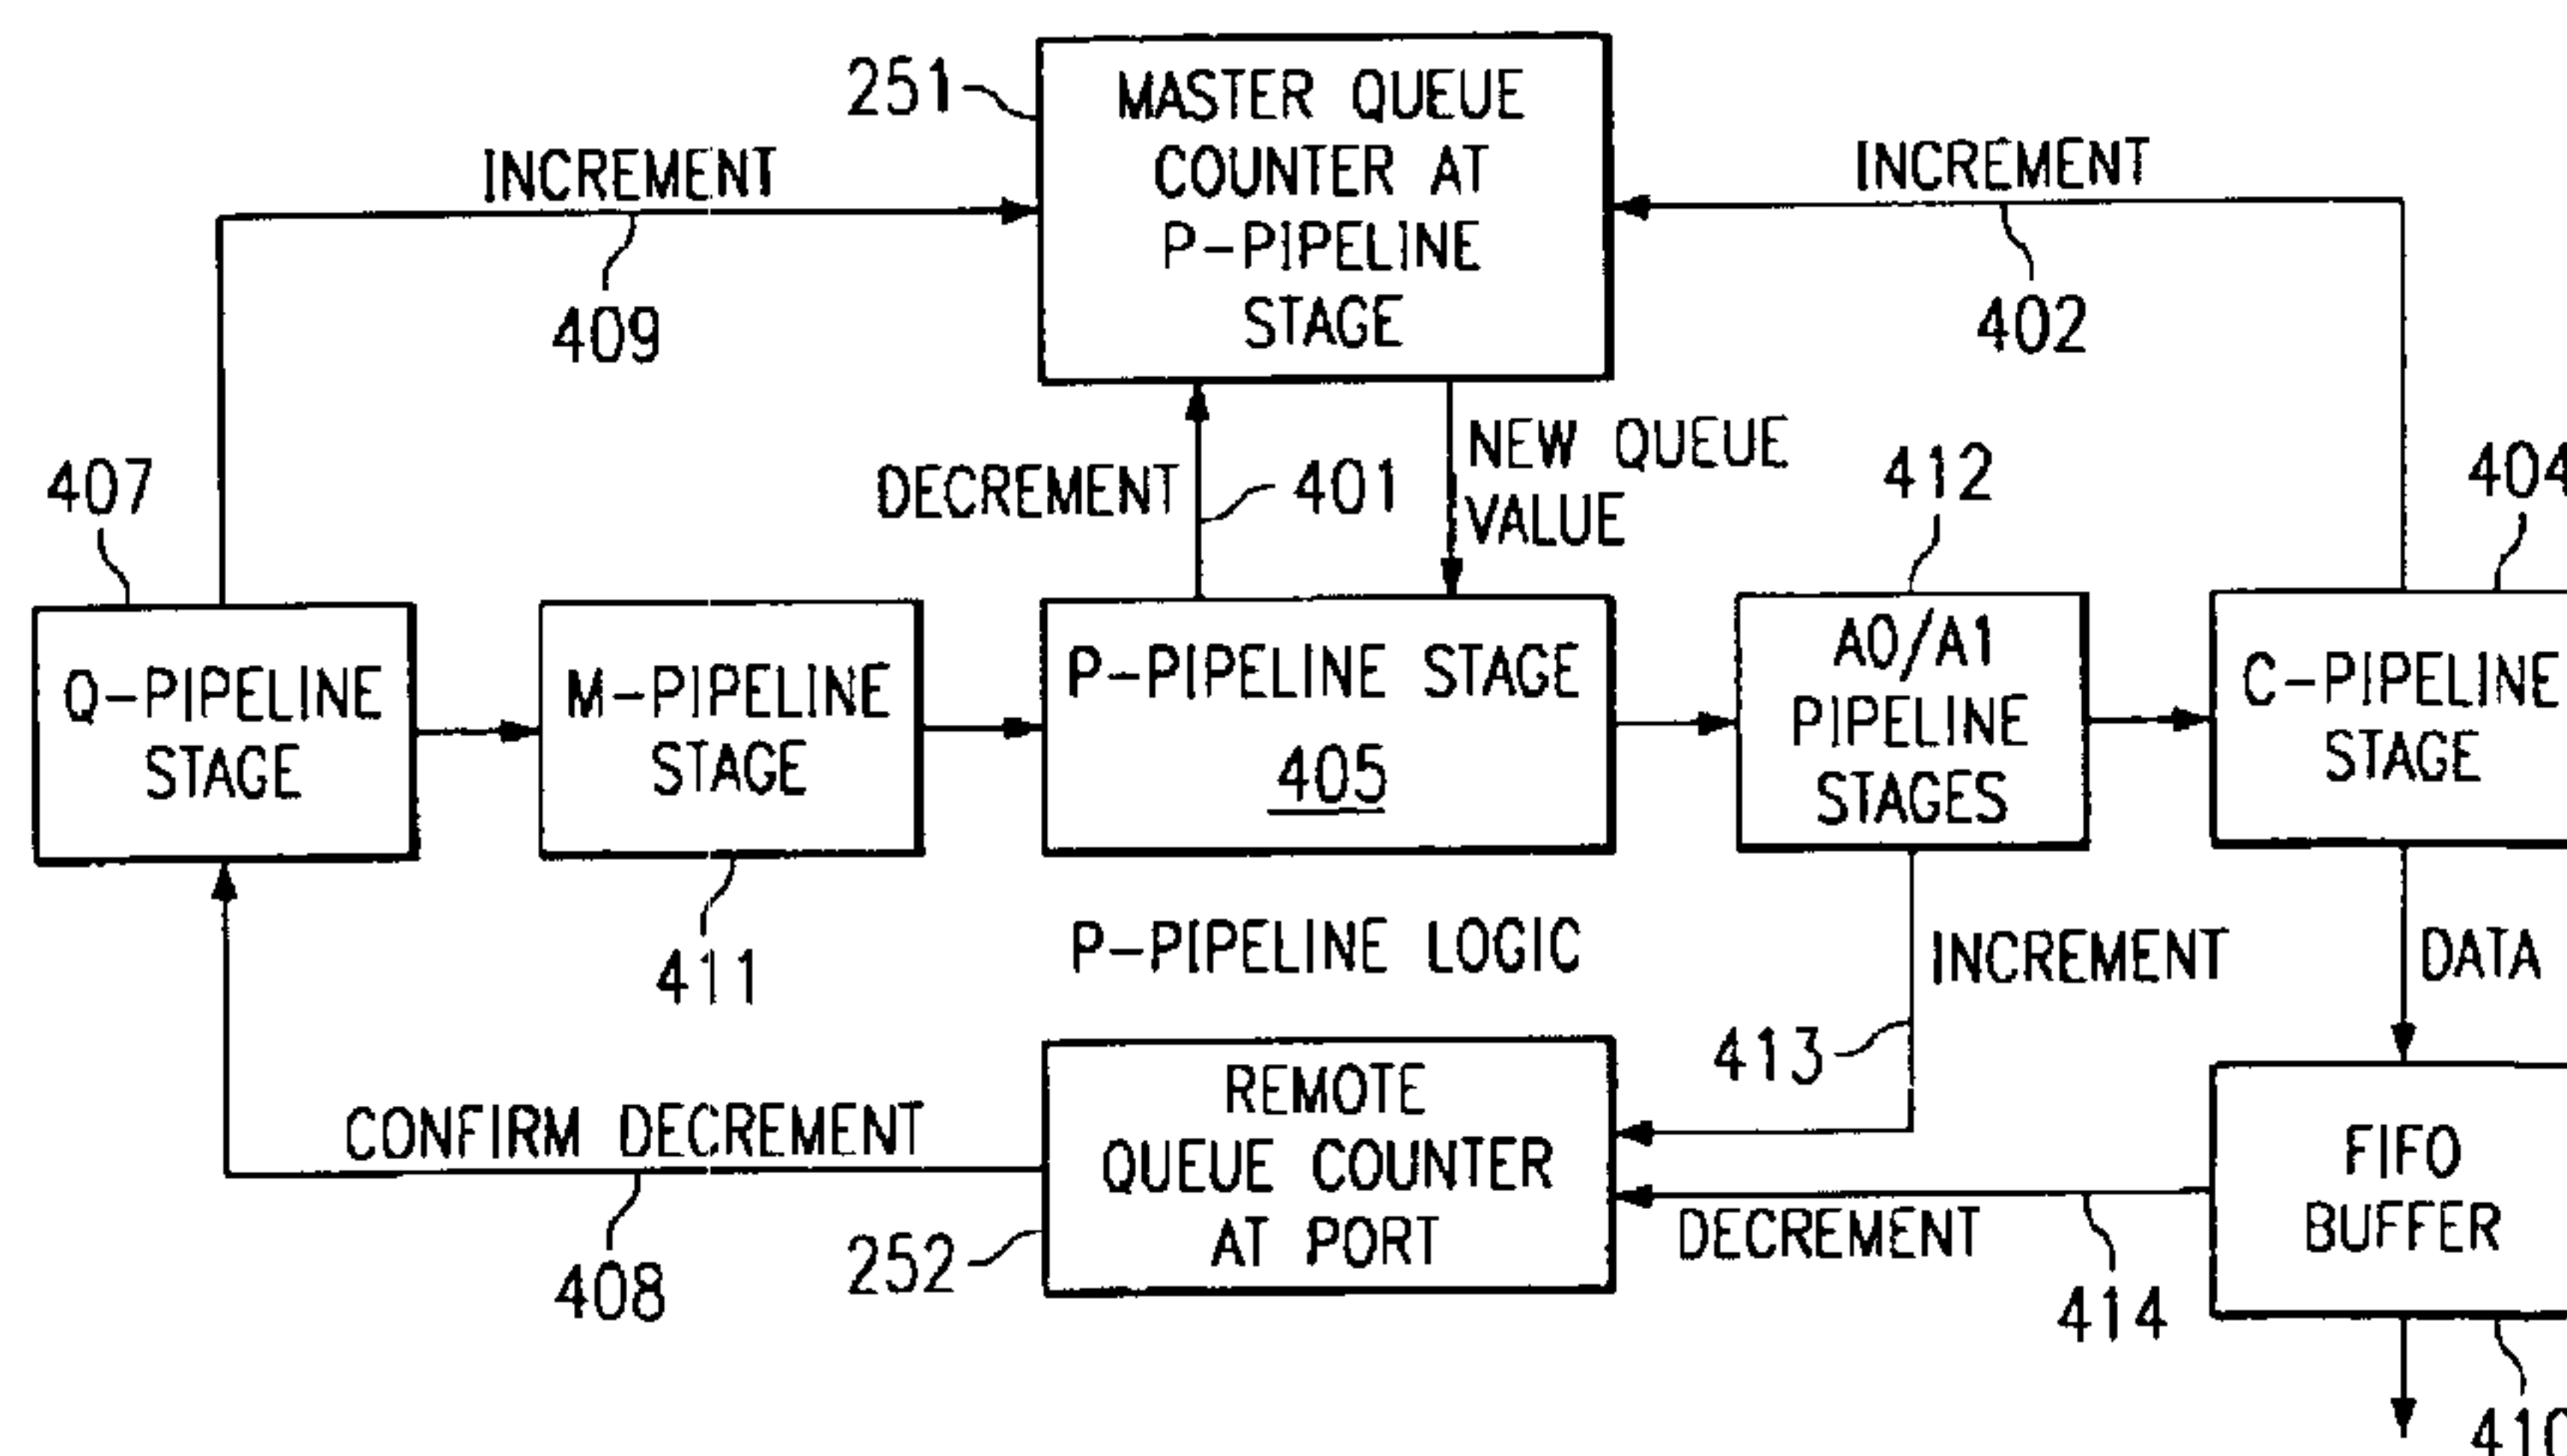 251
MASTER QUEUE
COUNTER AT
P-PIPELINE
STAGE
INCREMENT
409
INCREMENT
402
DECREMENT
401
NEW QUEUE
VALUE
407
412
404
Q-PIPELINE
STAGE
M-PIPELINE
STAGE
P-PIPELINE STAGE
405
A0/A1
PIPELINE
STAGES
C-PIPELINE
STAGE
411
P-PIPELINE LOGIC
INCREMENT
413
DATA
CONFIRM DECREMENT
408
252
REMOTE
QUEUE COUNTER
AT PORT
DECREMENT
414
FIFO
BUFFER
410